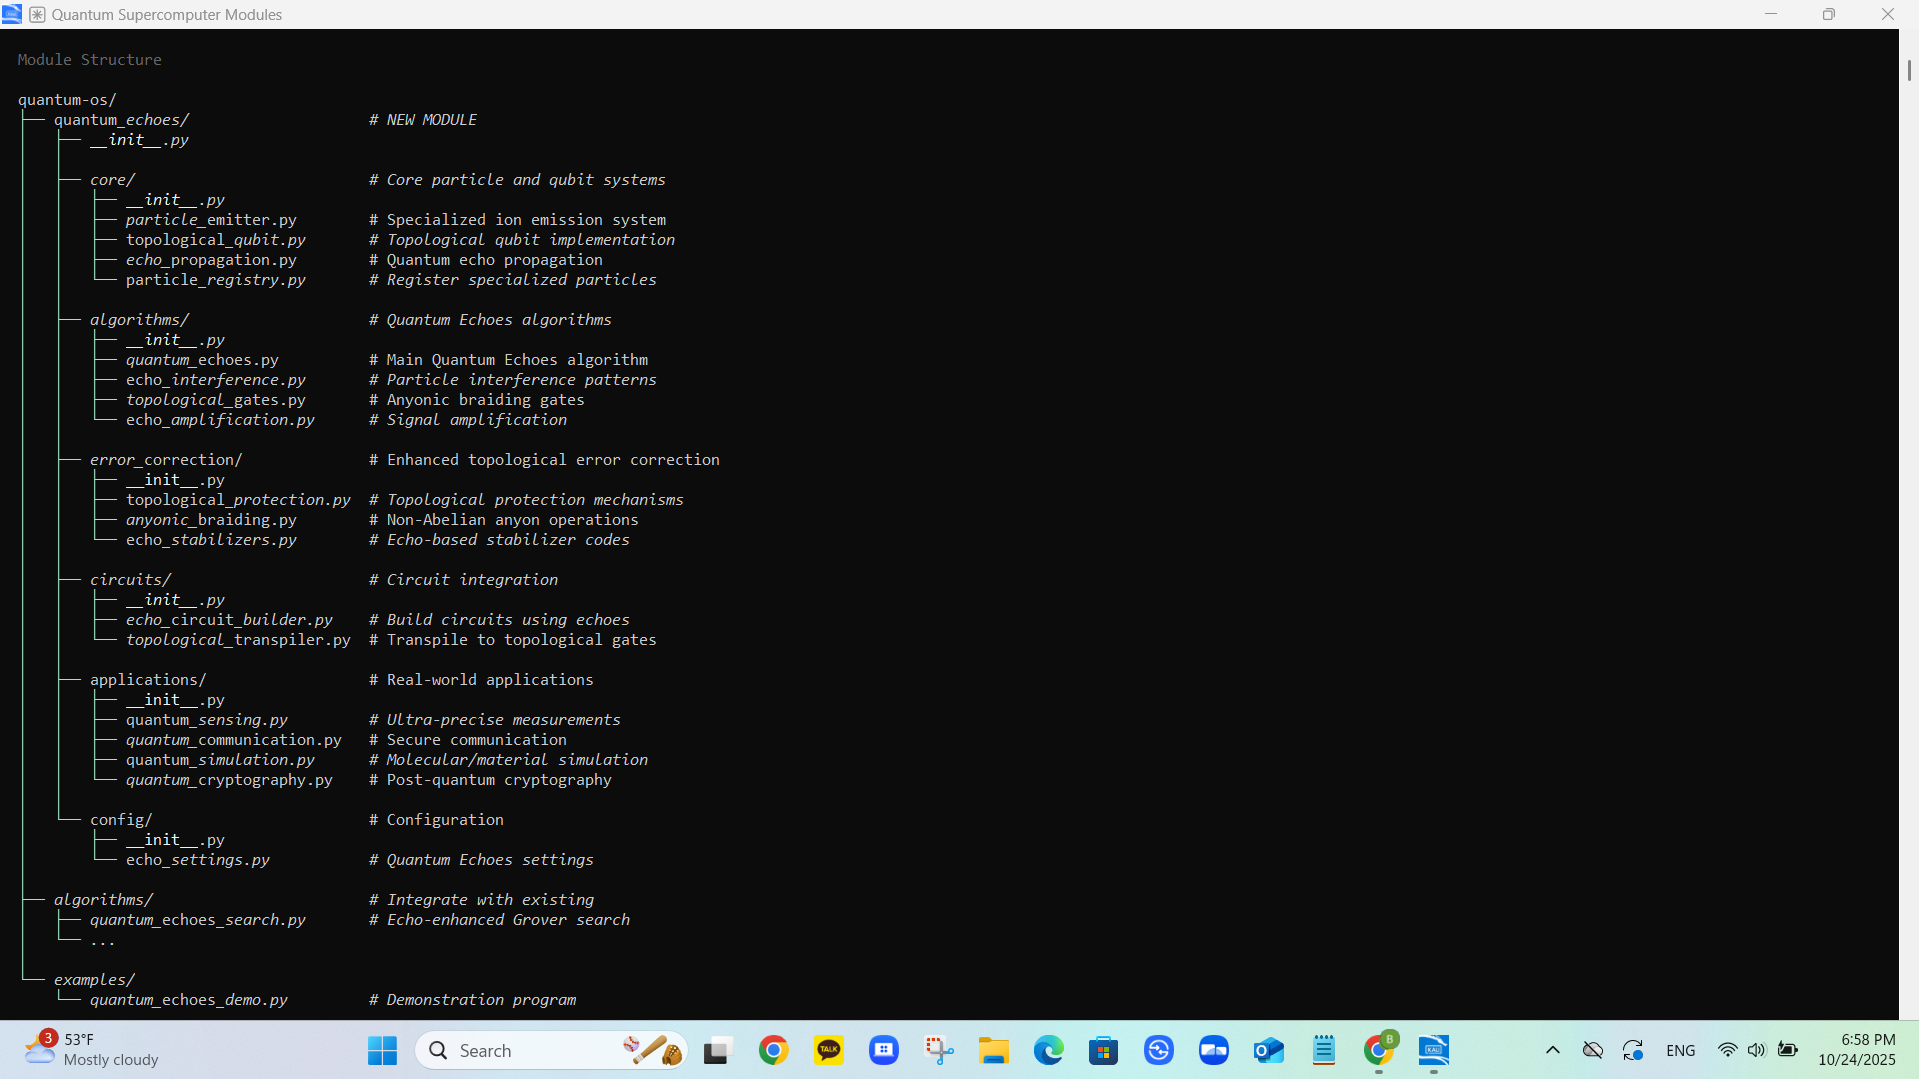 Quantum Supercomputer Modules
Module Structure
quantum-os/
├── quantum_echoes/ # NEW MODULE
│   ├── __init__.py
│   ├── core/ # Core particle and qubit systems
│   │   ├── __init__.py
│   │   ├── particle_emitter.py # Specialized ion emission system
│   │   ├── topological_qubit.py # Topological qubit implementation
│   │   ├── echo_propagation.py # Quantum echo propagation
│   │   └── particle_registry.py # Register specialized particles
│   ├── algorithms/ # Quantum Echoes algorithms
│   │   ├── __init__.py
│   │   ├── quantum_echoes.py # Main Quantum Echoes algorithm
│   │   ├── echo_interference.py # Particle interference patterns
│   │   ├── topological_gates.py # Anyonic braiding gates
│   │   └── echo_amplification.py # Signal amplification
│   ├── error_correction/ # Enhanced topological error correction
│   │   ├── __init__.py
│   │   ├── topological_protection.py # Topological protection mechanisms
│   │   ├── anyonic_braiding.py # Non-Abelian anyon operations
│   │   └── echo_stabilizers.py # Echo-based stabilizer codes
│   ├── circuits/ # Circuit integration
│   │   ├── __init__.py
│   │   ├── echo_circuit_builder.py # Build circuits using echoes
│   │   └── topological_transpiler.py # Transpile to topological gates
│   ├── applications/ # Real-world applications
│   │   ├── __init__.py
│   │   ├── quantum_sensing.py # Ultra-precise measurements
│   │   ├── quantum_communication.py # Secure communication
│   │   ├── quantum_simulation.py # Molecular/material simulation
│   │   └── quantum_cryptography.py # Post-quantum cryptography
│   └── config/ # Configuration
│       ├── __init__.py
│       └── echo_settings.py # Quantum Echoes settings
├── algorithms/ # Integrate with existing
│   ├── quantum_echoes_search.py # Echo-enhanced Grover search
│   └── ...
└── examples/
    └── quantum_echoes_demo.py # Demonstration program
3
53°F
Mostly cloudy
Search
TALK
B
KALI
ENG
6:58 PM
10/24/2025